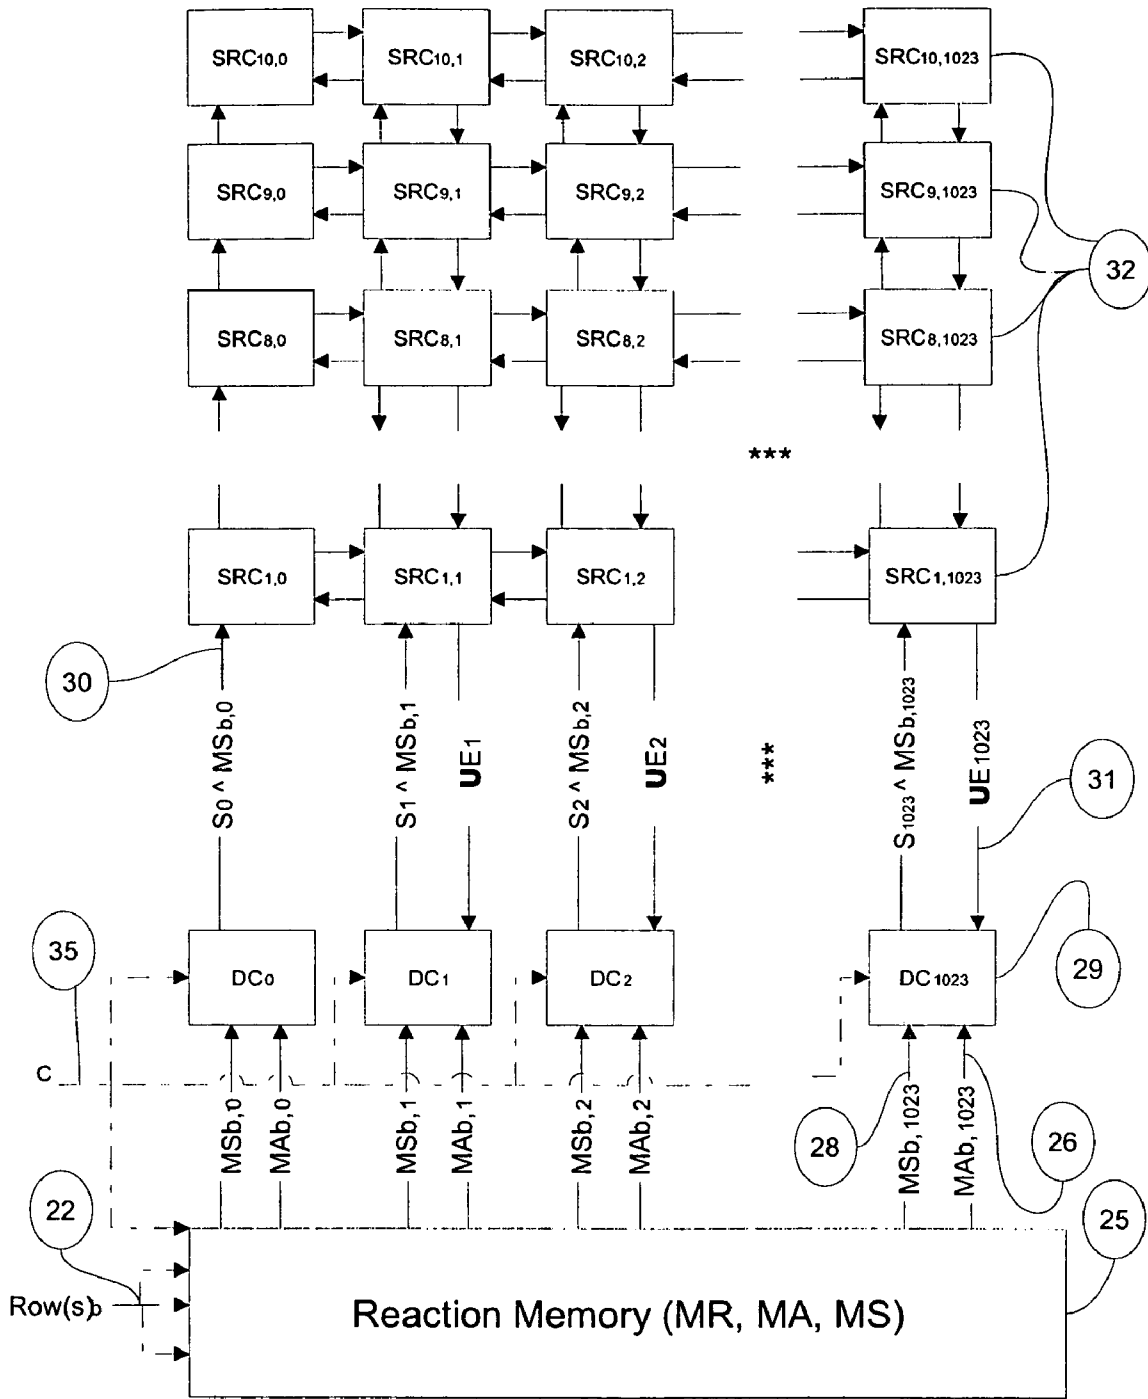 SRC10,0 SRC10,1 SRC10,2 SRC10,1023
SRC9,0 SRC9,1 SRC9,2 SRC9,1023
32
SRC8,0 SRC8,1 SRC8,2 SRC8,1023
***
SRC1,0 SRC1,1 SRC1,2 SRC1,1023
30
S0 ^ MSb,0
S1 ^ MSb,1
UE1
S2 ^ MSb,2
UE2
***
S1023 ^ MSb,1023
UE1023
31
35
DC0 DC1 DC2 DC1023
29
C
MSb,0
MAb,0
MSb,1
MAb,1
MSb,2
MAb,2
28
MSb,1023
MAb,1023
26
22
25
Row(s)b
Reaction Memory (MR, MA, MS)